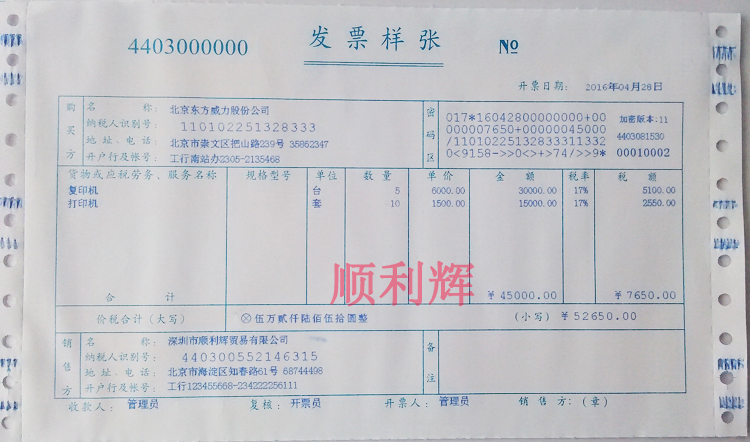 4403000000 发票样张 №
开票日期： 2016年04月28日
购买方
名 称： 北京东方威力股份公司
纳税人识别号： 110102251328333
地 址、电 话： 北京市崇文区把山路239号 35862347
开户行及帐号： 工行南站办2305-2135468
密码区
017*16042800000000+00
000007650+00000045000
/11010225132833311332
0<9158->>0<>+>74/>>9*
加密版本：11
4403081530
00010002
货物或应税劳务、服务名称 规格型号 单位 数 量 单 价 金 额 税率 税 额
复印机 台 5 6000.00 30000.00 17% 5100.00
打印机 套 10 1500.00 15000.00 17% 2550.00
顺利辉
合 计 ￥45000.00 ￥7650.00
价税合计（大写） ⊗伍万贰仟陆佰伍拾圆整 （小写）￥52650.00
销售方
名 称： 深圳市顺利辉贸易有限公司
纳税人识别号： 440300552146315
地 址、电 话： 北京市海淀区知春路61号 68744498
开户行及帐号： 工行123455668-234222256111
备注
收款人： 管理员 复核： 开票员 开票人： 管理员 销 售 方：（章）